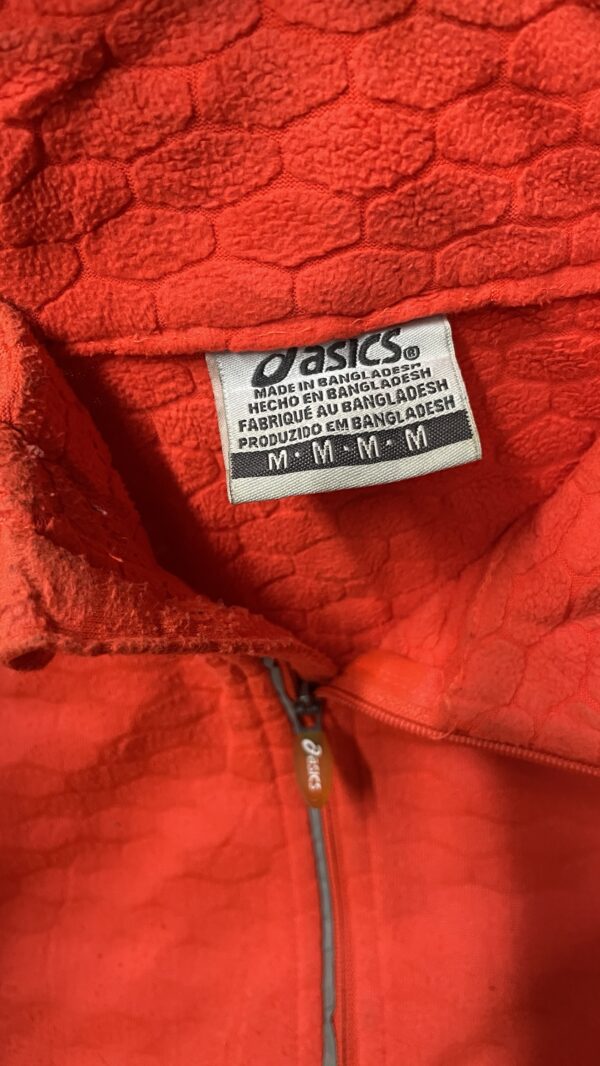 asics®
MADE IN BANGLADESH
HECHO EN BANGLADESH
FABRIQUÉ AU BANGLADESH
PRODUZIDO EM BANGLADESH
M · M · M · M
asics